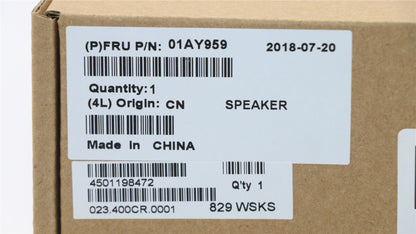 (P)FRU P/N: 01AY959 2018-07-20
Quantity:1
(4L) Origin: CN SPEAKER
Made in CHINA
4501198472 Q'ty 1
023.400CR.0001 829 WSKS